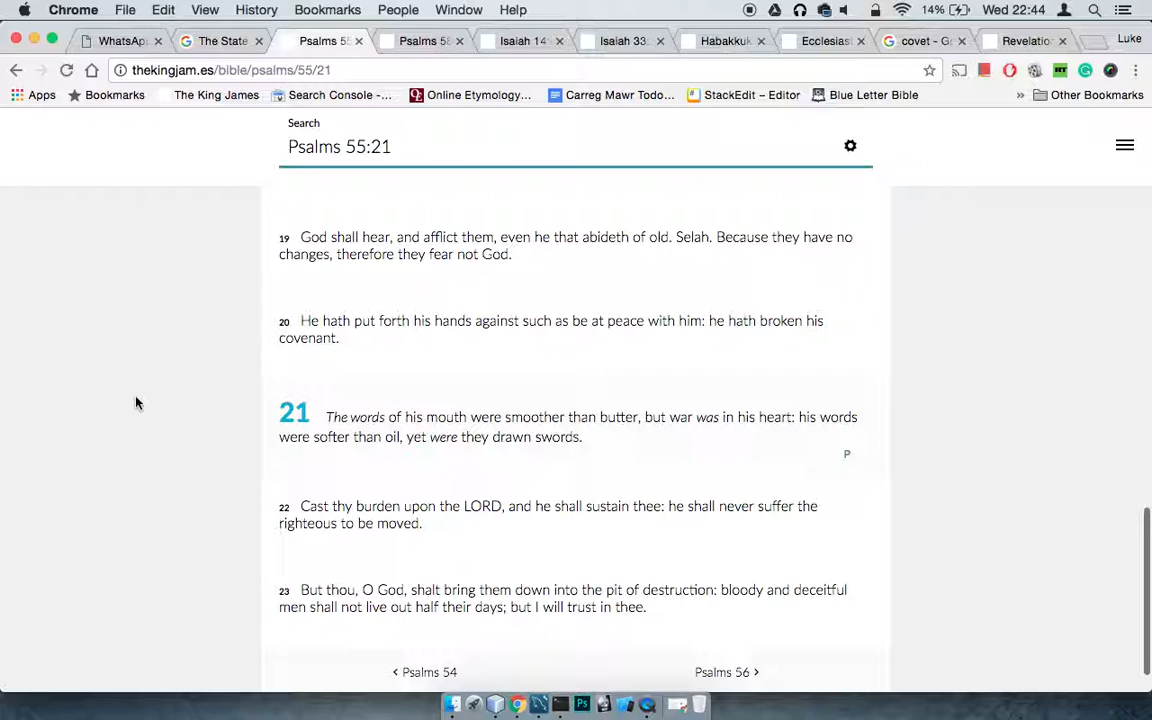 Chrome File Edit View History Bookmarks People Window Help 14% Wed 22:44
WhatsAp The State Psalms 55 Psalms 58 Isaiah 14 Isaiah 33: Habakkuk Ecclesiast covet - Go Revelatio Luke
thekingjam.es/bible/psalms/55/21
Apps Bookmarks The King James Search Console -... Online Etymology... Carreg Mawr Todo... StackEdit – Editor Blue Letter Bible » Other Bookmarks
Search
Psalms 55:21
19 God shall hear, and afflict them, even he that abideth of old. Selah. Because they have no
changes, therefore they fear not God.
20 He hath put forth his hands against such as be at peace with him: he hath broken his
covenant.
21 The words of his mouth were smoother than butter, but war was in his heart: his words
were softer than oil, yet were they drawn swords.
P
22 Cast thy burden upon the LORD, and he shall sustain thee: he shall never suffer the
righteous to be moved.
23 But thou, O God, shalt bring them down into the pit of destruction: bloody and deceitful
men shall not live out half their days; but I will trust in thee.
< Psalms 54 Psalms 56 >
Ps